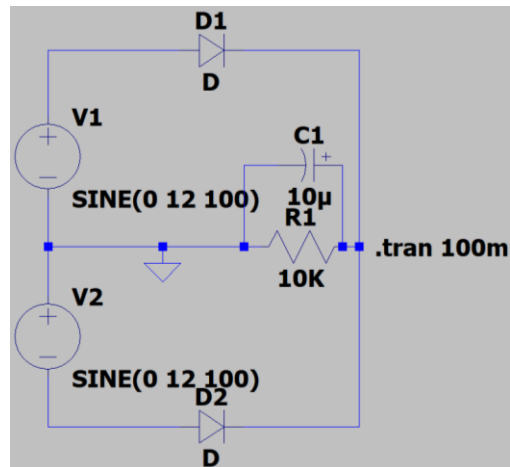 D1
D
V1
+
−
SINE(0 12 100)
C1
+
10µ
R1
10K
.tran 100m
V2
+
−
SINE(0 12 100)
D2
D